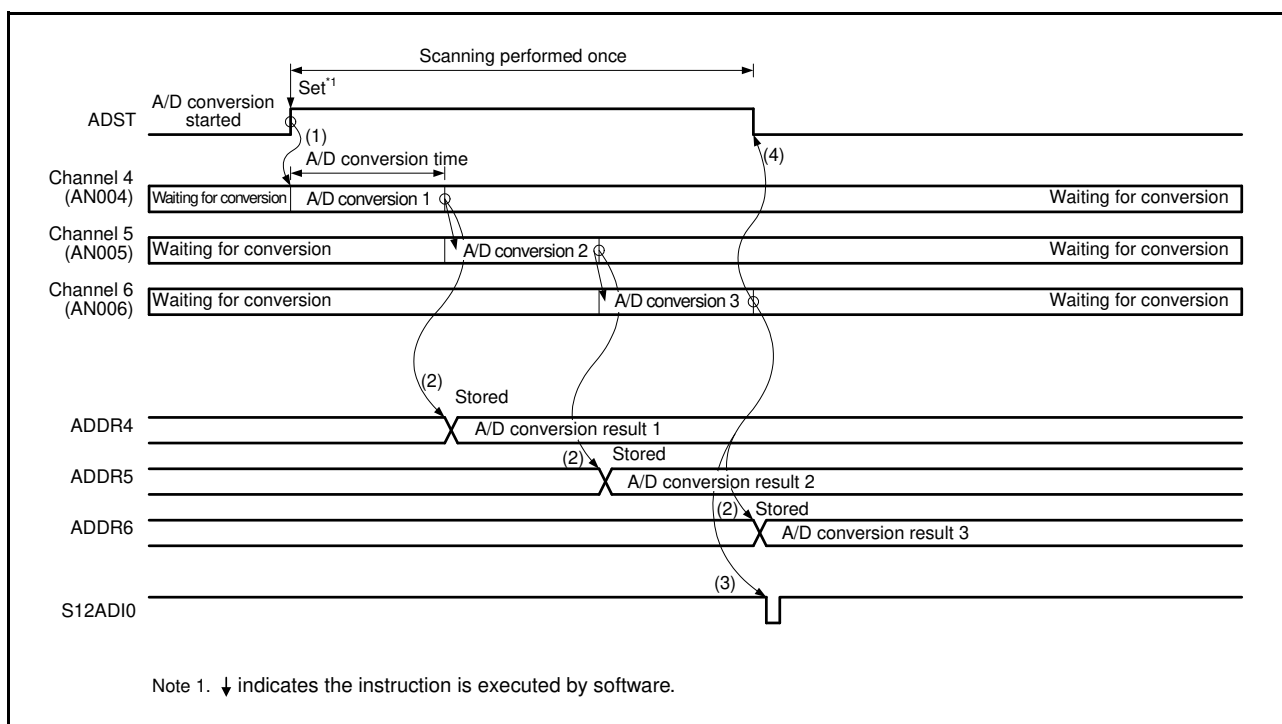 Scanning performed once
Set*1
A/D conversion
started
ADST
(1)
(4)
A/D conversion time
Channel 4
(AN004)
Waiting for conversion
A/D conversion 1
Waiting for conversion
Channel 5
(AN005)
Waiting for conversion
A/D conversion 2
Waiting for conversion
Channel 6
(AN006)
Waiting for conversion
A/D conversion 3
Waiting for conversion
(2)
Stored
ADDR4
A/D conversion result 1
(2)
Stored
ADDR5
A/D conversion result 2
(2)
Stored
ADDR6
A/D conversion result 3
(3)
S12ADI0
Note 1. ↓ indicates the instruction is executed by software.